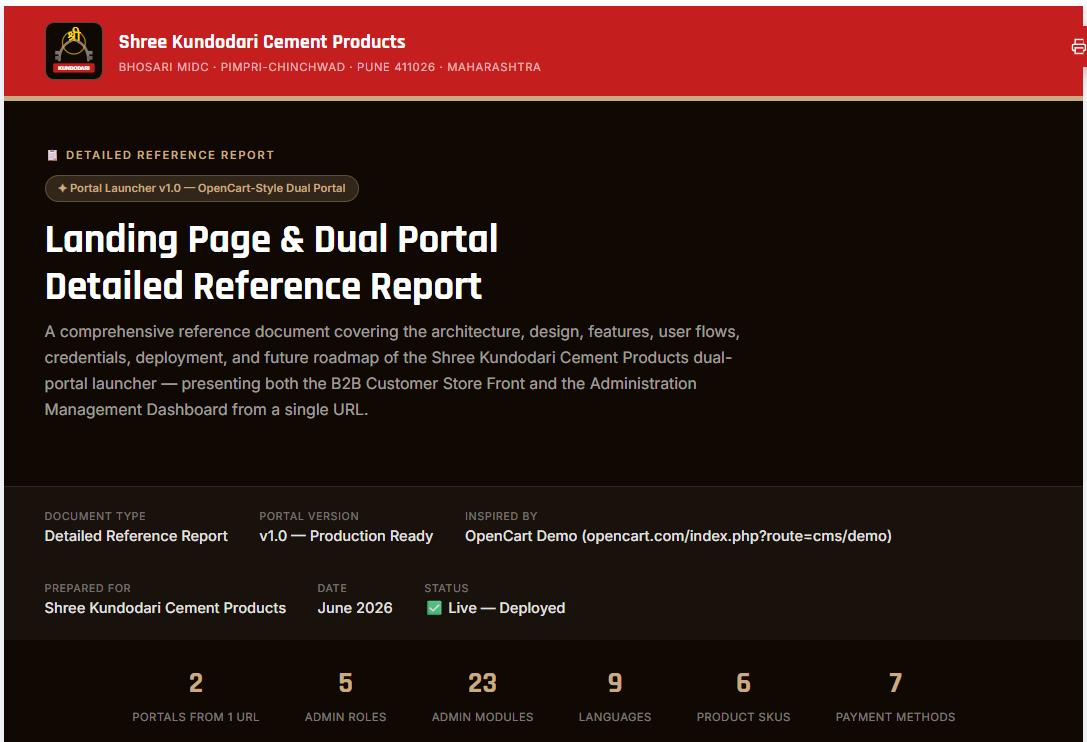 श्री
KUNDODARI
Shree Kundodari Cement Products
BHOSARI MIDC · PIMPRI-CHINCHWAD · PUNE 411026 · MAHARASHTRA
DETAILED REFERENCE REPORT
✦ Portal Launcher v1.0 — OpenCart-Style Dual Portal
Landing Page & Dual Portal
Detailed Reference Report
A comprehensive reference document covering the architecture, design, features, user flows,
credentials, deployment, and future roadmap of the Shree Kundodari Cement Products dual-
portal launcher — presenting both the B2B Customer Store Front and the Administration
Management Dashboard from a single URL.
DOCUMENT TYPE PORTAL VERSION INSPIRED BY
Detailed Reference Report v1.0 — Production Ready OpenCart Demo (opencart.com/index.php?route=cms/demo)
PREPARED FOR DATE STATUS
Shree Kundodari Cement Products June 2026 ✅ Live — Deployed
2 5 23 9 6 7
PORTALS FROM 1 URL ADMIN ROLES ADMIN MODULES LANGUAGES PRODUCT SKUS PAYMENT METHODS